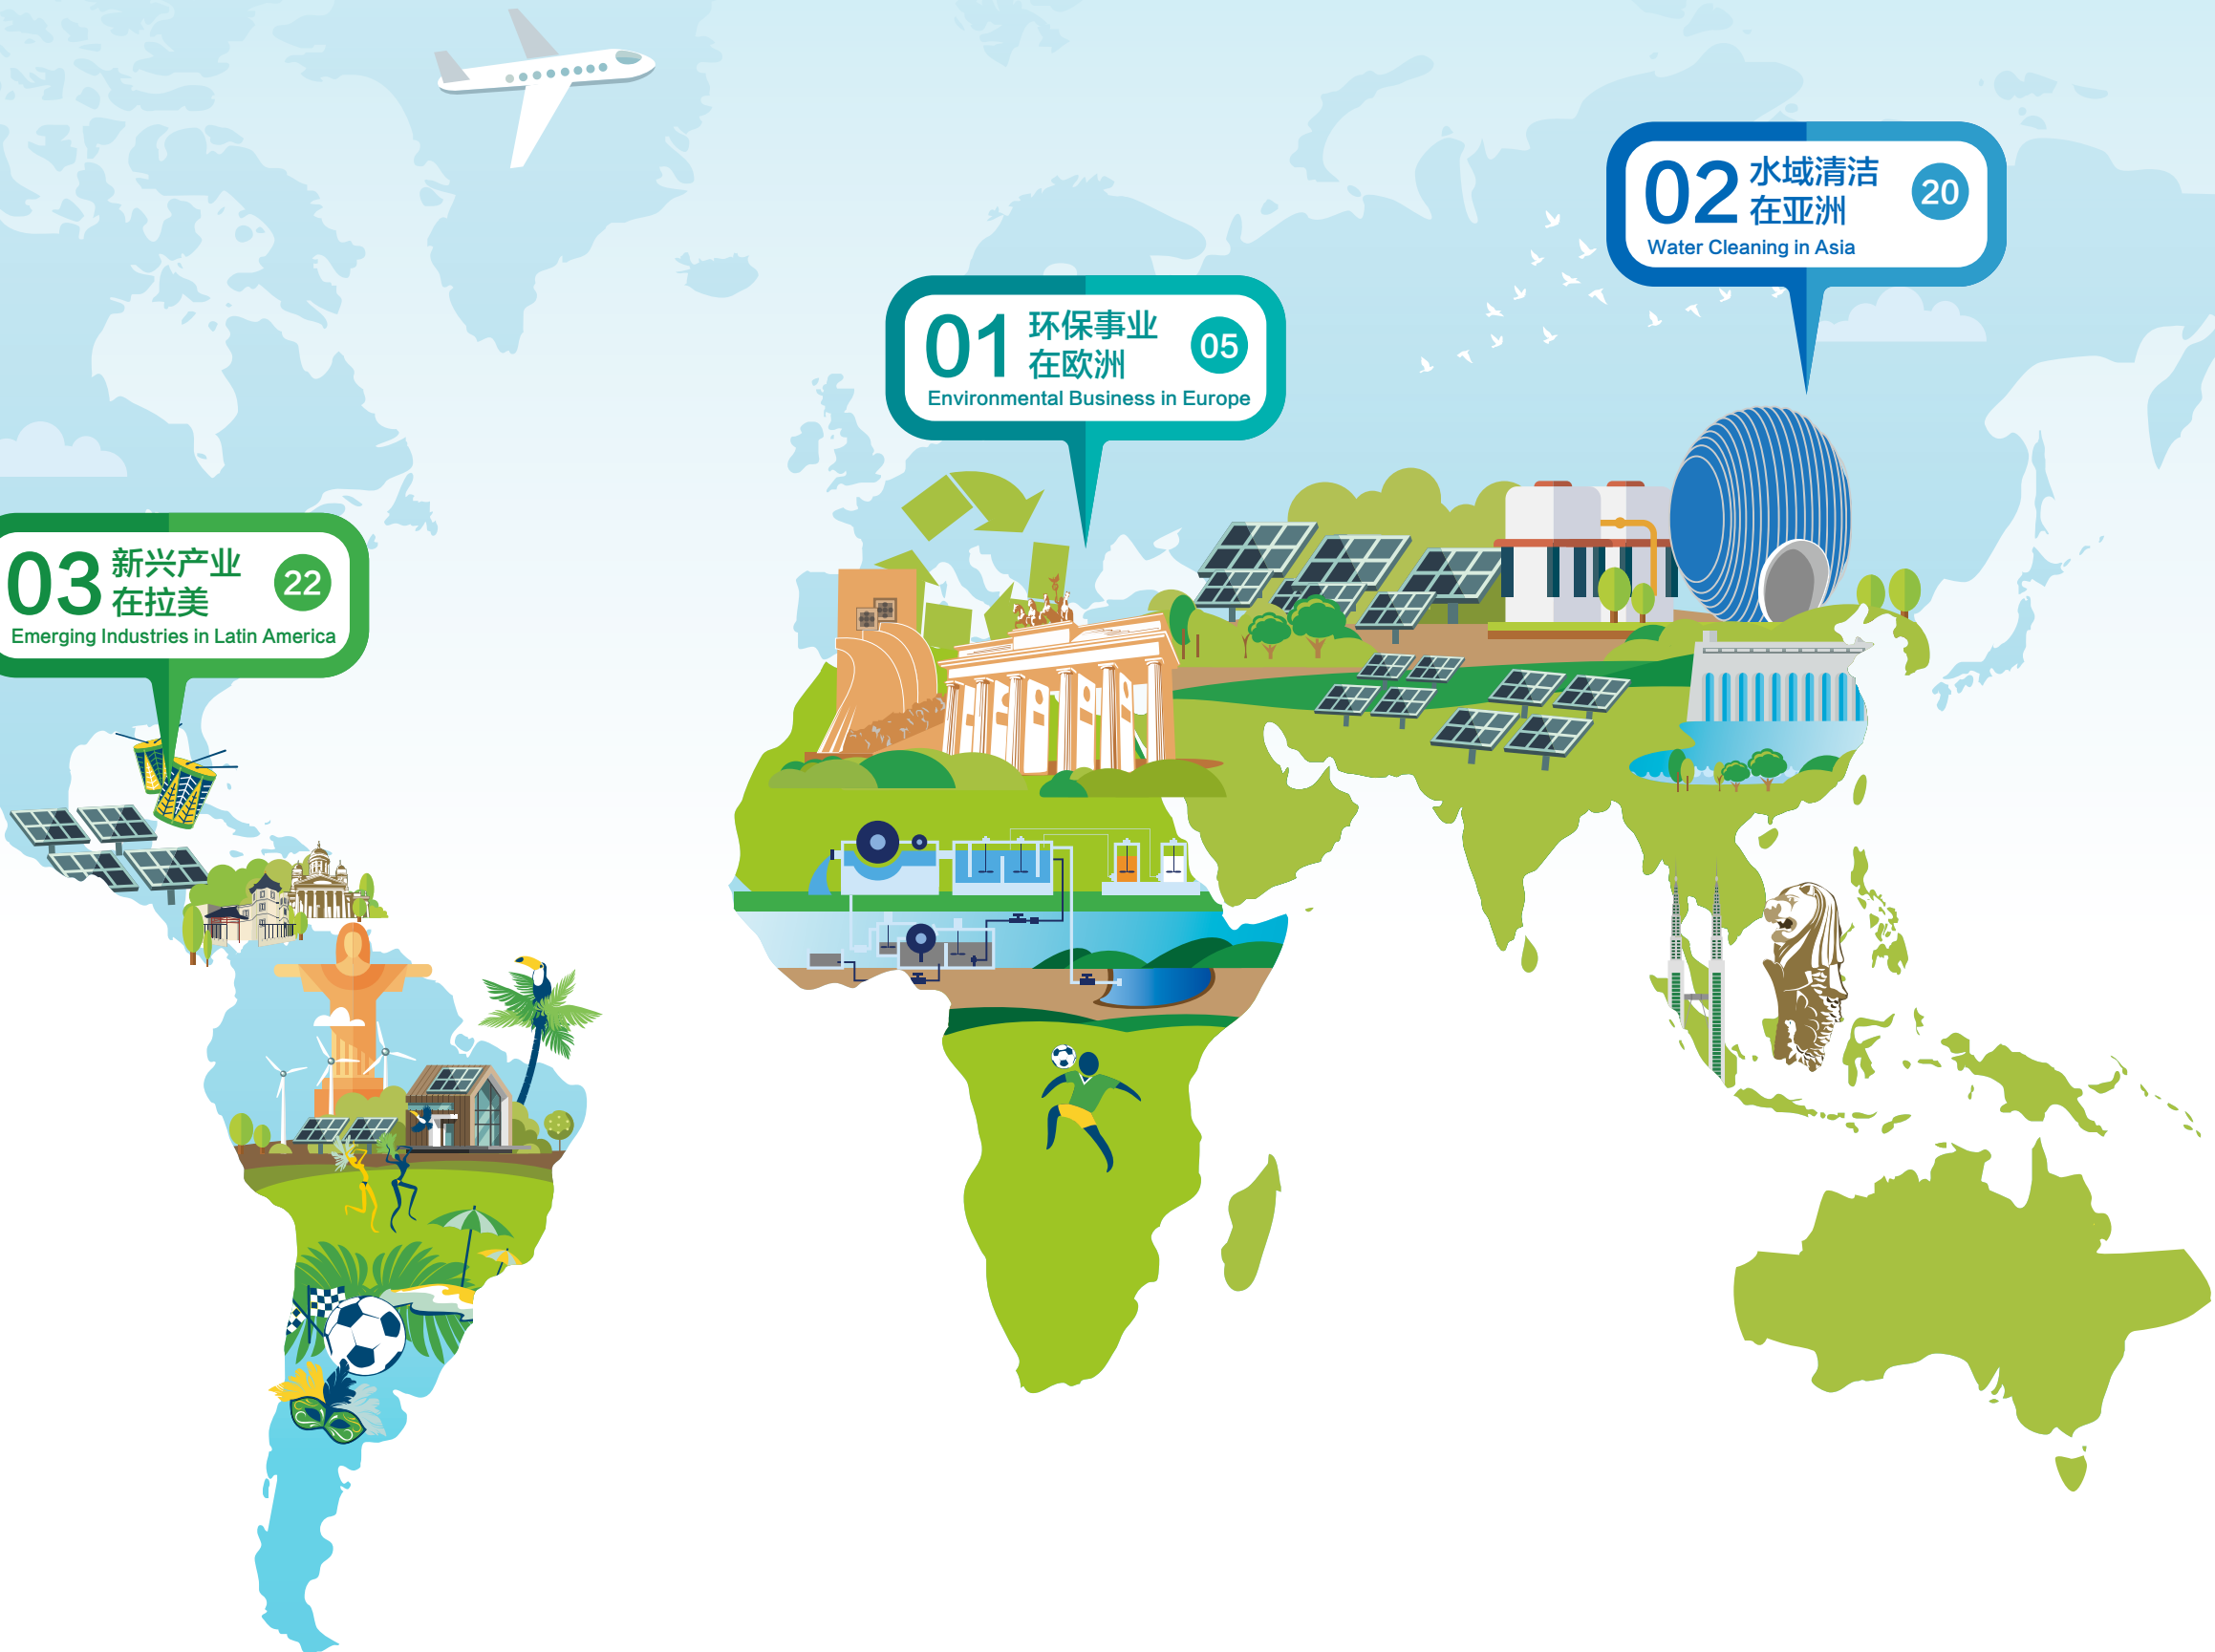 01 环保事业
在欧洲
05
Environmental Business in Europe
02 水域清洁
在亚洲
20
Water Cleaning in Asia
03 新兴产业
在拉美
22
Emerging Industries in Latin America